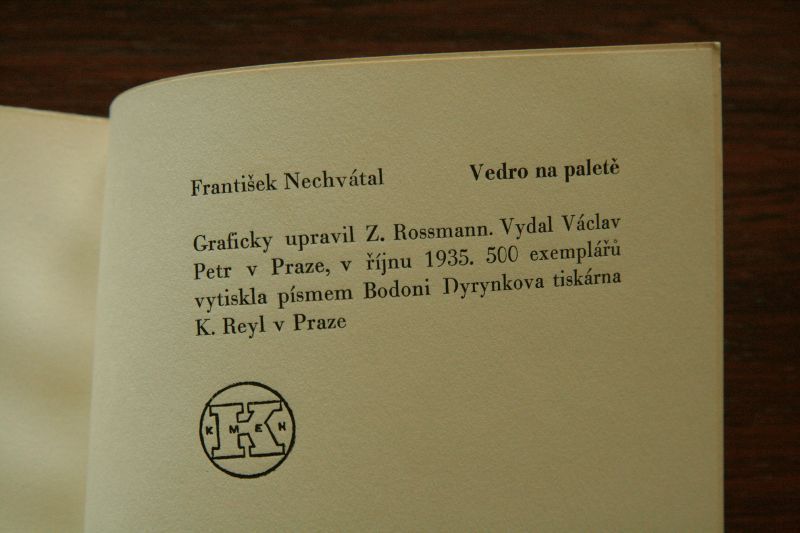 František Nechvátal Vedro na paletě
Graficky upravil Z. Rossmann. Vydal Václav
Petr v Praze, v říjnu 1935. 500 exemplářů
vytiskla písmem Bodoni Dyrynkova tiskárna
K. Reyl v Praze
K
KMEN